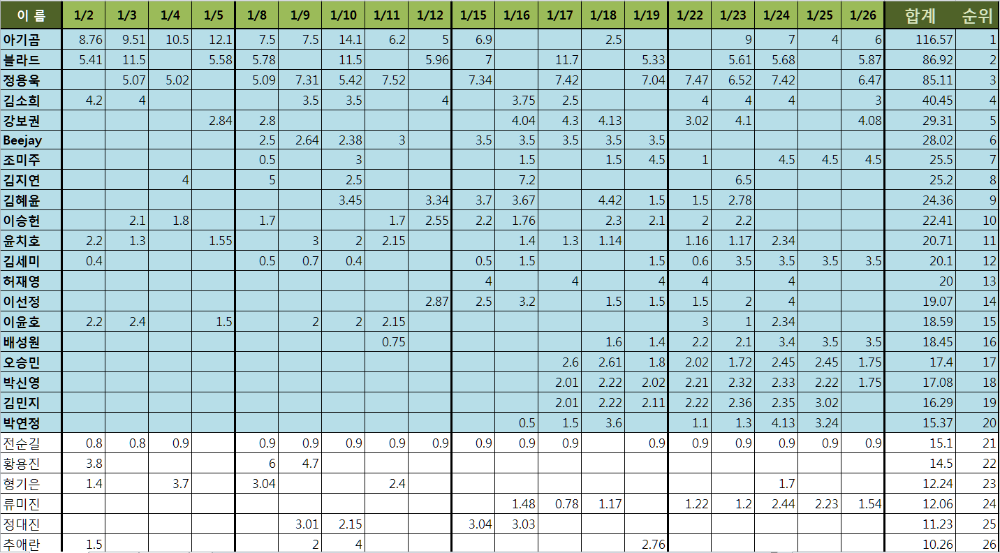 이 름 1/2 1/3 1/4 1/5 1/8 1/9 1/10 1/11 1/12 1/15 1/16 1/17 1/18 1/19 1/22 1/23 1/24 1/25 1/26 합계 순위
아기곰 8.76 9.51 10.5 12.1 7.5 7.5 14.1 6.2 5 6.9 2.5 9 7 4 6 116.57 1
블라드 5.41 11.5 5.58 5.78 11.5 5.96 7 11.7 5.33 5.61 5.68 5.87 86.92 2
정용욱 5.07 5.02 5.09 7.31 5.42 7.52 7.34 7.42 7.04 7.47 6.52 7.42 6.47 85.11 3
김소희 4.2 4 3.5 3.5 4 3.75 2.5 4 4 4 3 40.45 4
강보권 2.84 2.8 4.04 4.3 4.13 3.02 4.1 4.08 29.31 5
Beejay 2.5 2.64 2.38 3 3.5 3.5 3.5 3.5 3.5 28.02 6
조미주 0.5 3 1.5 1.5 4.5 1 4.5 4.5 4.5 25.5 7
김지연 4 5 2.5 7.2 6.5 25.2 8
김혜윤 3.45 3.34 3.7 3.67 4.42 1.5 1.5 2.78 24.36 9
이승헌 2.1 1.8 1.7 1.7 2.55 2.2 1.76 2.3 2.1 2 2.2 22.41 10
윤치호 2.2 1.3 1.55 3 2 2.15 1.4 1.3 1.14 1.16 1.17 2.34 20.71 11
김세미 0.4 0.5 0.7 0.4 0.5 1.5 1.5 0.6 3.5 3.5 3.5 3.5 20.1 12
허재영 4 4 4 4 4 20 13
이선정 2.87 2.5 3.2 1.5 1.5 1.5 2 4 19.07 14
이윤호 2.2 2.4 1.5 2 2 2.15 3 1 2.34 18.59 15
배성원 0.75 1.6 1.4 2.2 2.1 3.4 3.5 3.5 18.45 16
오승민 2.6 2.61 1.8 2.02 1.72 2.45 2.45 1.75 17.4 17
박신영 2.01 2.22 2.02 2.21 2.32 2.33 2.22 1.75 17.08 18
김민지 2.01 2.22 2.11 2.22 2.36 2.35 3.02 16.29 19
박연정 0.5 1.5 3.6 1.1 1.3 4.13 3.24 15.37 20
전순길 0.8 0.8 0.9 0.9 0.9 0.9 0.9 0.9 0.9 0.9 0.9 0.9 0.9 0.9 0.9 0.9 0.9 15.1 21
황용진 3.8 6 4.7 14.5 22
형기은 1.4 3.7 3.04 2.4 1.7 12.24 23
류미진 1.48 0.78 1.17 1.22 1.2 2.44 2.23 1.54 12.06 24
정대진 3.01 2.15 3.04 3.03 11.23 25
추애란 1.5 2 4 2.76 10.26 26